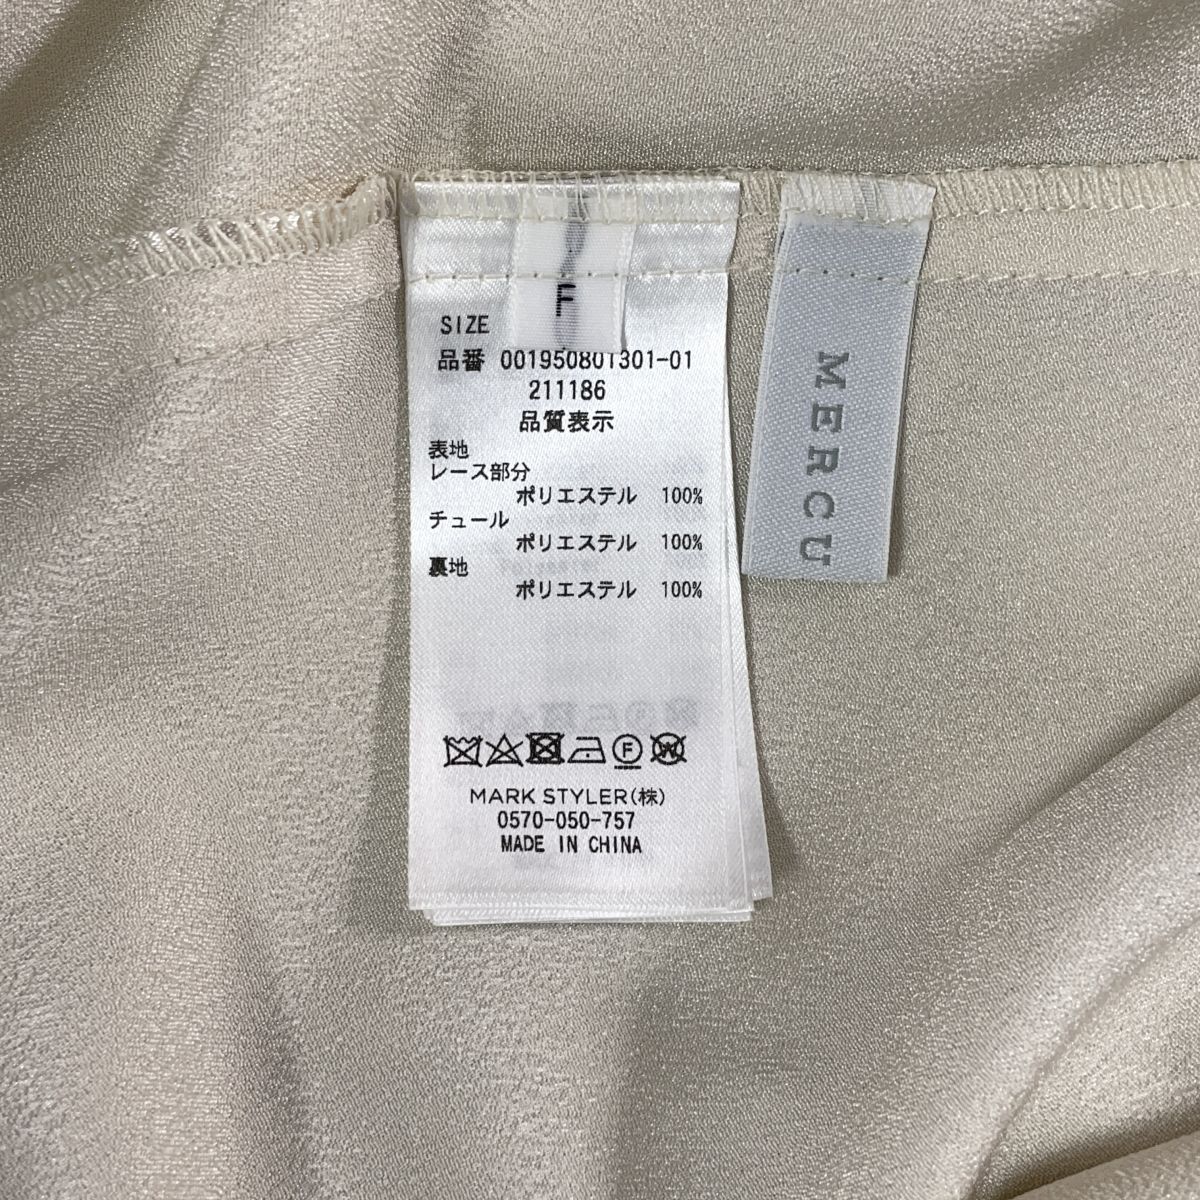 F
SIZE
品番 001950801301-01
211186
品質表示
表地
レース部分
ポリエステル 100%
チュール
ポリエステル 100%
裏地
ポリエステル 100%
F W
MARK STYLER(株)
0570-050-757
MADE IN CHINA
MERCU